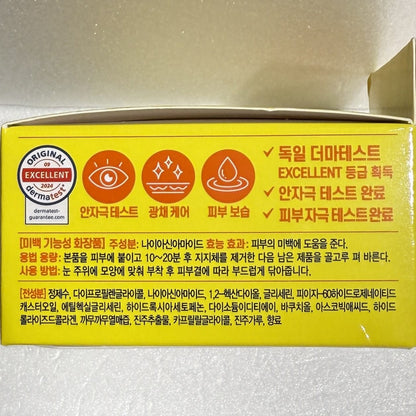 ORIGINAL
09
EXCELLENT
2024
dermatest®
dermatest-
guarantee.com
안자극 테스트
광채 케어
피부 보습
독일 더마테스트
EXCELLENT 등급 획득
안자극 테스트 완료
피부자극 테스트 완료
[미백 기능성 화장품] 주성분: 나이아신아마이드 효능 효과: 피부의 미백에 도움을 준다.
용법 용량: 본품을 피부에 붙이고 10~20분 후 지지체를 제거한 다음 남은 제품을 골고루 펴 바른다.
사용 방법: 눈 주위에 모양에 맞춰 부착 후 피부결에 따라 부드럽게 닦아줍니다.
[전성분] 정제수, 다이프로필렌글라이콜, 나이아신아마이드, 1,2-헥산다이올, 글리세린, 피이지-60하이드로제네이티드
캐스터오일, 에틸헥실글리세린, 하이드록시아세토페논, 다이소듐이디티에이, 바쿠치올, 아스코빅애씨드, 하이드
롤라이즈드콜라겐, 까무까무열매즙, 진주추출물, 카프릴릴글라이콜, 진주가루, 향료